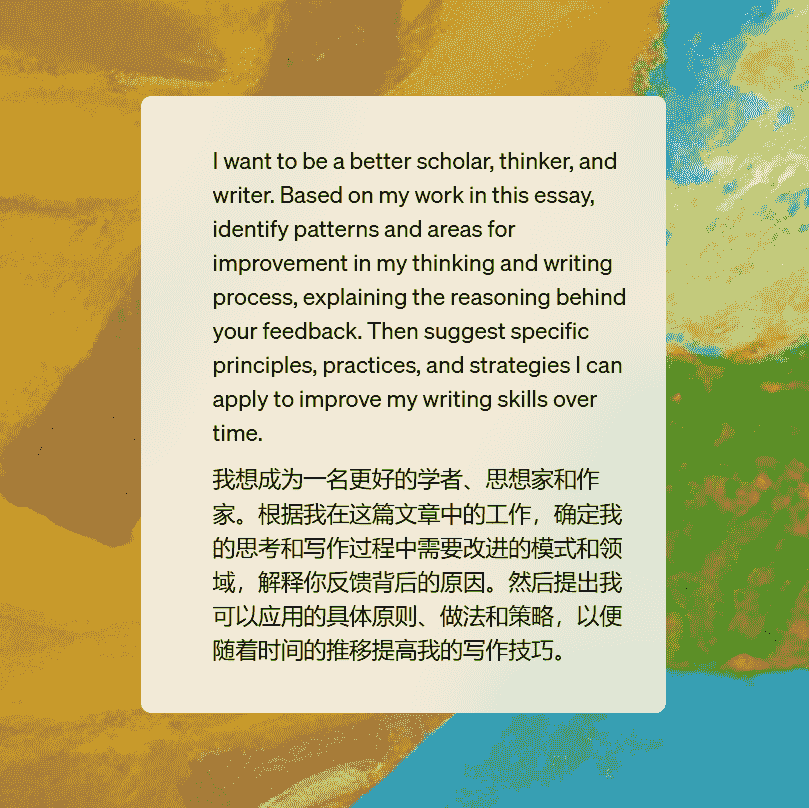 I want to be a better scholar, thinker, and
writer. Based on my work in this essay,
identify patterns and areas for
improvement in my thinking and writing
process, explaining the reasoning behind
your feedback. Then suggest specific
principles, practices, and strategies I can
apply to improve my writing skills over
time.
我想成为一名更好的学者、思想家和作
家。根据我在这篇文章中的工作，确定我
的思考和写作过程中需要改进的模式和领
域，解释你反馈背后的原因。然后提出我
可以应用的具体原则、做法和策略，以便
随着时间的推移提高我的写作技巧。